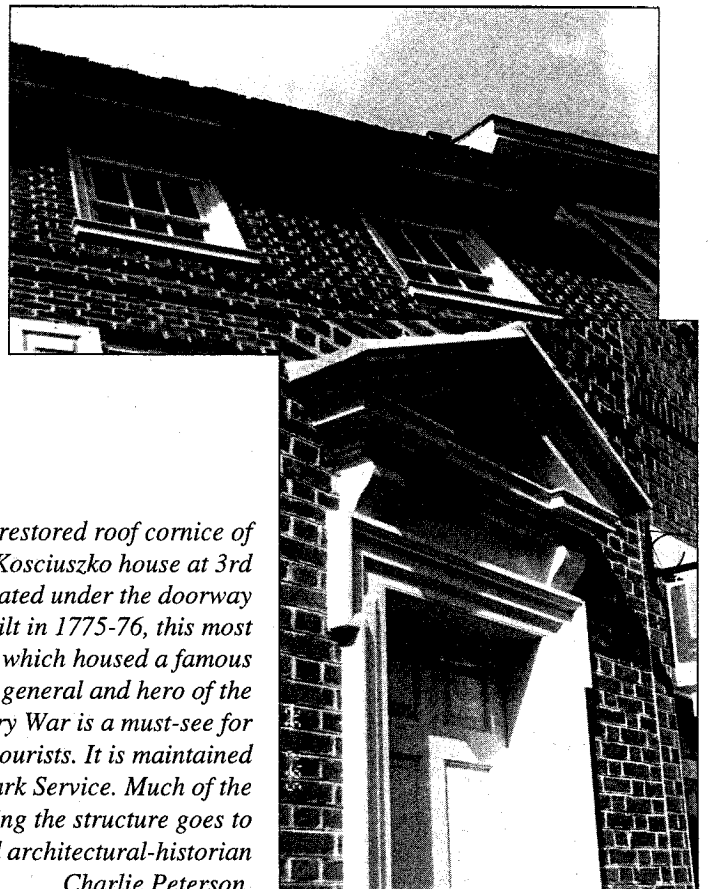 restored roof cornice of
Kosciuszko house at 3rd
ated under the doorway
ilt in 1775-76, this most
which housed a famous
general and hero of the
ry War is a must-see for
ourists. It is maintained
ark Service. Much of the
ng the structure goes to
architectural-historian
Charlie Peterson.